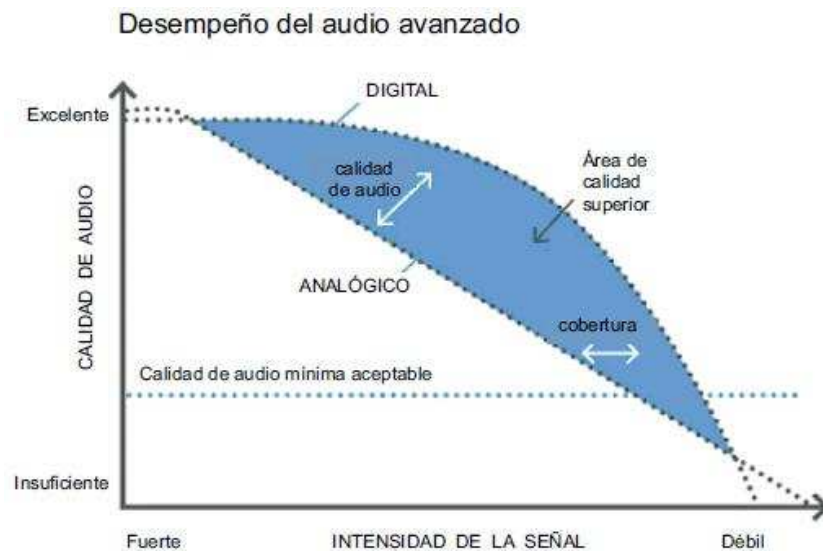 Desempeño del audio avanzado
Excelente
DIGITAL
calidad
de audio
Área de
calidad
superior
CALIDAD DE AUDIO
ANALÓGICO
cobertura
Calidad de audio mínima aceptable
Insuficiente
Fuerte
INTENSIDAD DE LA SEÑAL
Débil